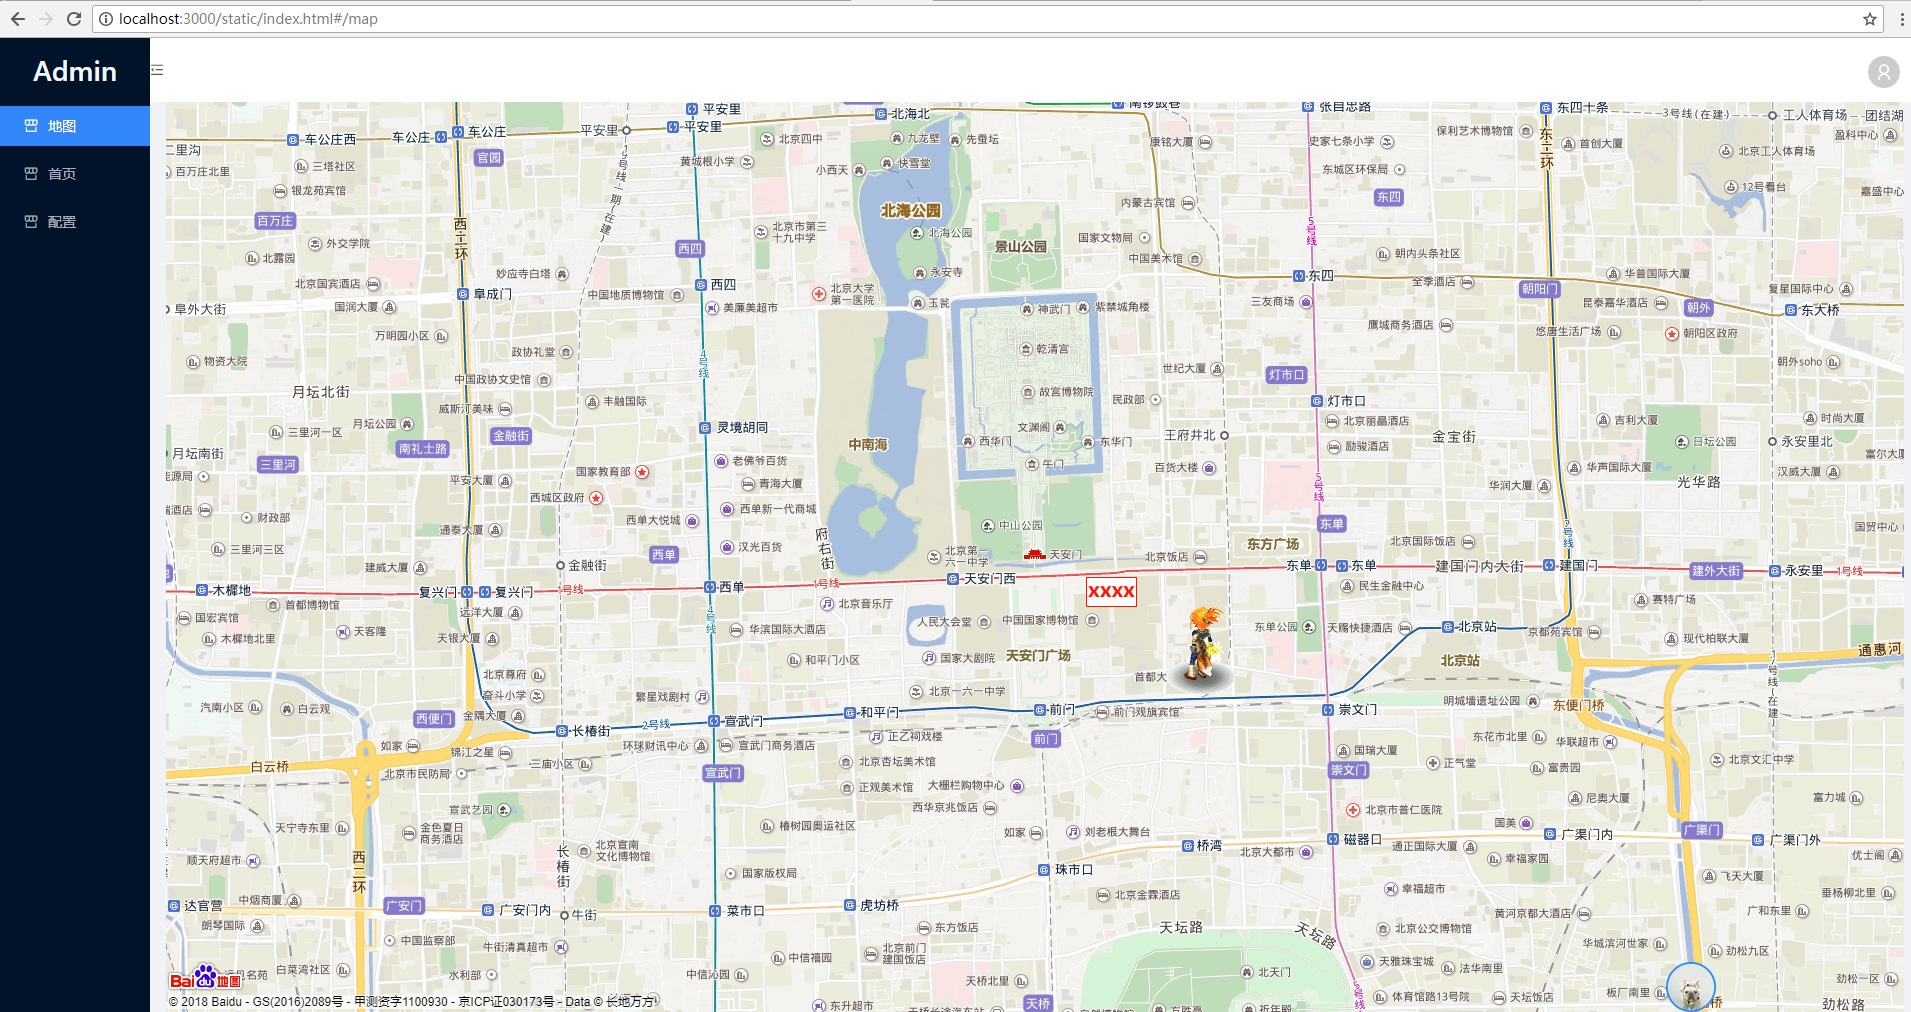 localhost:3000/static/index.html#/map
Admin
地图
首页
配置
平安里
北海北
张自忠路
东四十条
3号线(在建)
工人体育场
团结湖
车公庄西
车公庄
车公庄
平安里
平安里
北京四中
九龙壁
先蚕坛
康铭大厦
史家七条小学
保利艺术博物馆
首创大厦
盈科中心
北京工人体育场
二里沟
官园
三塔社区
黄城根小学
快雪堂
小西天
东城区环保局
百万庄北里
银龙苑宾馆
12号看台
嘉盛中心
东四
内蒙古宾馆
百万庄
北海公园
北海公园
北京市第三
十九中学
景山公园
国家文物局
外交学院
西四
北露园
中国美术馆
朝内头条社区
妙应寺白塔
永安寺
东四
华普国际大厦
北京国宾酒店
西四
全季酒店
朝阳门
复星国际中心
阜成门
中国地质博物馆
北京大学
第一医院
玉瓮
三友商场
昆泰嘉华酒店
朝外
东大桥
阜外大街
国润大厦
美廉美超市
神武门
紫禁城角楼
鹰城商务酒店
悠唐生活广场
朝阳区政府
万明园小区
政协礼堂
乾清宫
物资大院
4号线
朝外soho
中国政协文史馆
世纪大厦
灯市口
月坛北街
丰融国际
故宫博物院
民政部
灯市口
威斯汀美味
月坛公园
灵境胡同
文渊阁
北京丽晶酒店
吉利大厦
时尚大厦
三里河一区
南礼士路
金融街
中南海
西华门
东华门
王府井北
金宝街
励骏酒店
日坛公园
永安里北
月坛南街
三里河
国家教育部
老佛爷百货
午门
百货大楼
华声国际大厦
汉威大厦
平安大厦
青海大厦
华润大厦
光华路
西城区政府
西单新一代商城
财政部
西单大悦城
中山公园
东单
通泰大厦
府右街
国贸中心
三里河三区
西单
汉光百货
北京第一
六一中学
天安门
北京饭店
东方广场
北京国际饭店
建威大厦
金融街
天安门西
东单
东单
建国门内大街
建国门
建外大街
永安里
1号线
木樨地
复兴门
复兴门
1号线
西单
1号线
xxxx
民生金融中心
首都博物馆
北京音乐厅
赛特广场
国宏宾馆
远洋大厦
人民大会堂
中国国家博物馆
东单公园
天赐快捷酒店
北京站
京都苑宾馆
天客隆
华滨国际大酒店
木樨地北里
天银大厦
现代柏联大厦
通惠河
和平门小区
国家大剧院
天安门广场
北京站
北京尊府
首都大
奋斗小学
繁星戏剧村
北京一六一中学
明城墙遗址公园
东便门桥
汽南小区
白云观
西便门
金隅大厦
2号线
宣武门
和平门
前门
前门观旗宾馆
崇文门
长椿街
如家
锦江之星
环球财讯中心
宣武门商务酒店
正乙祠戏楼
前门
国瑞大厦
东花市北里
华联超市
白云桥
北京市民防局
三庙小区
宣武门
北京杏坛美术馆
崇文门
正气堂
富贵园
北京文汇中学
正观美术馆
大栅栏购物中心
尼奥大厦
富力城
宣武艺园
西华京兆饭店
北京市普仁医院
天宁寺东里
金色夏日
商务酒店
椿树园奥运社区
如家
刘老根大舞台
国美
广渠门内
广渠门
广渠门外
北京宣南
文化博物馆
桥湾
北京大都市
磁器口
通正国际大厦
顺天府超市
幸福家园
优士阁
西二环
长椿街
国家版权局
珠市口
飞天大厦
北京金霖酒店
幸福超市
垂杨柳北里
达官营
中烟商厦
广安门
广安门内
牛街
菜市口
虎坊桥
黄河京都大酒店
广和东里
朗琴国际
东方饭店
天坛路
天坛路
北京公交博物馆
中国监察部
牛街清真超市
北京前门
建国饭店
华城滨河世家
劲松九区
白菜湾社区
中信禧园
天雅珠宝城
法华南里
水利部
中信沁园
天桥北里
北天门
劲松一区
Bai 地图
体育馆路13号院
天坛饭店
板厂南里
天桥
东升超市
劲松路
© 2018 Baidu - GS(2016)2089号 - 甲测资字1100930 - 京ICP证030173号 - Data © 长地万方